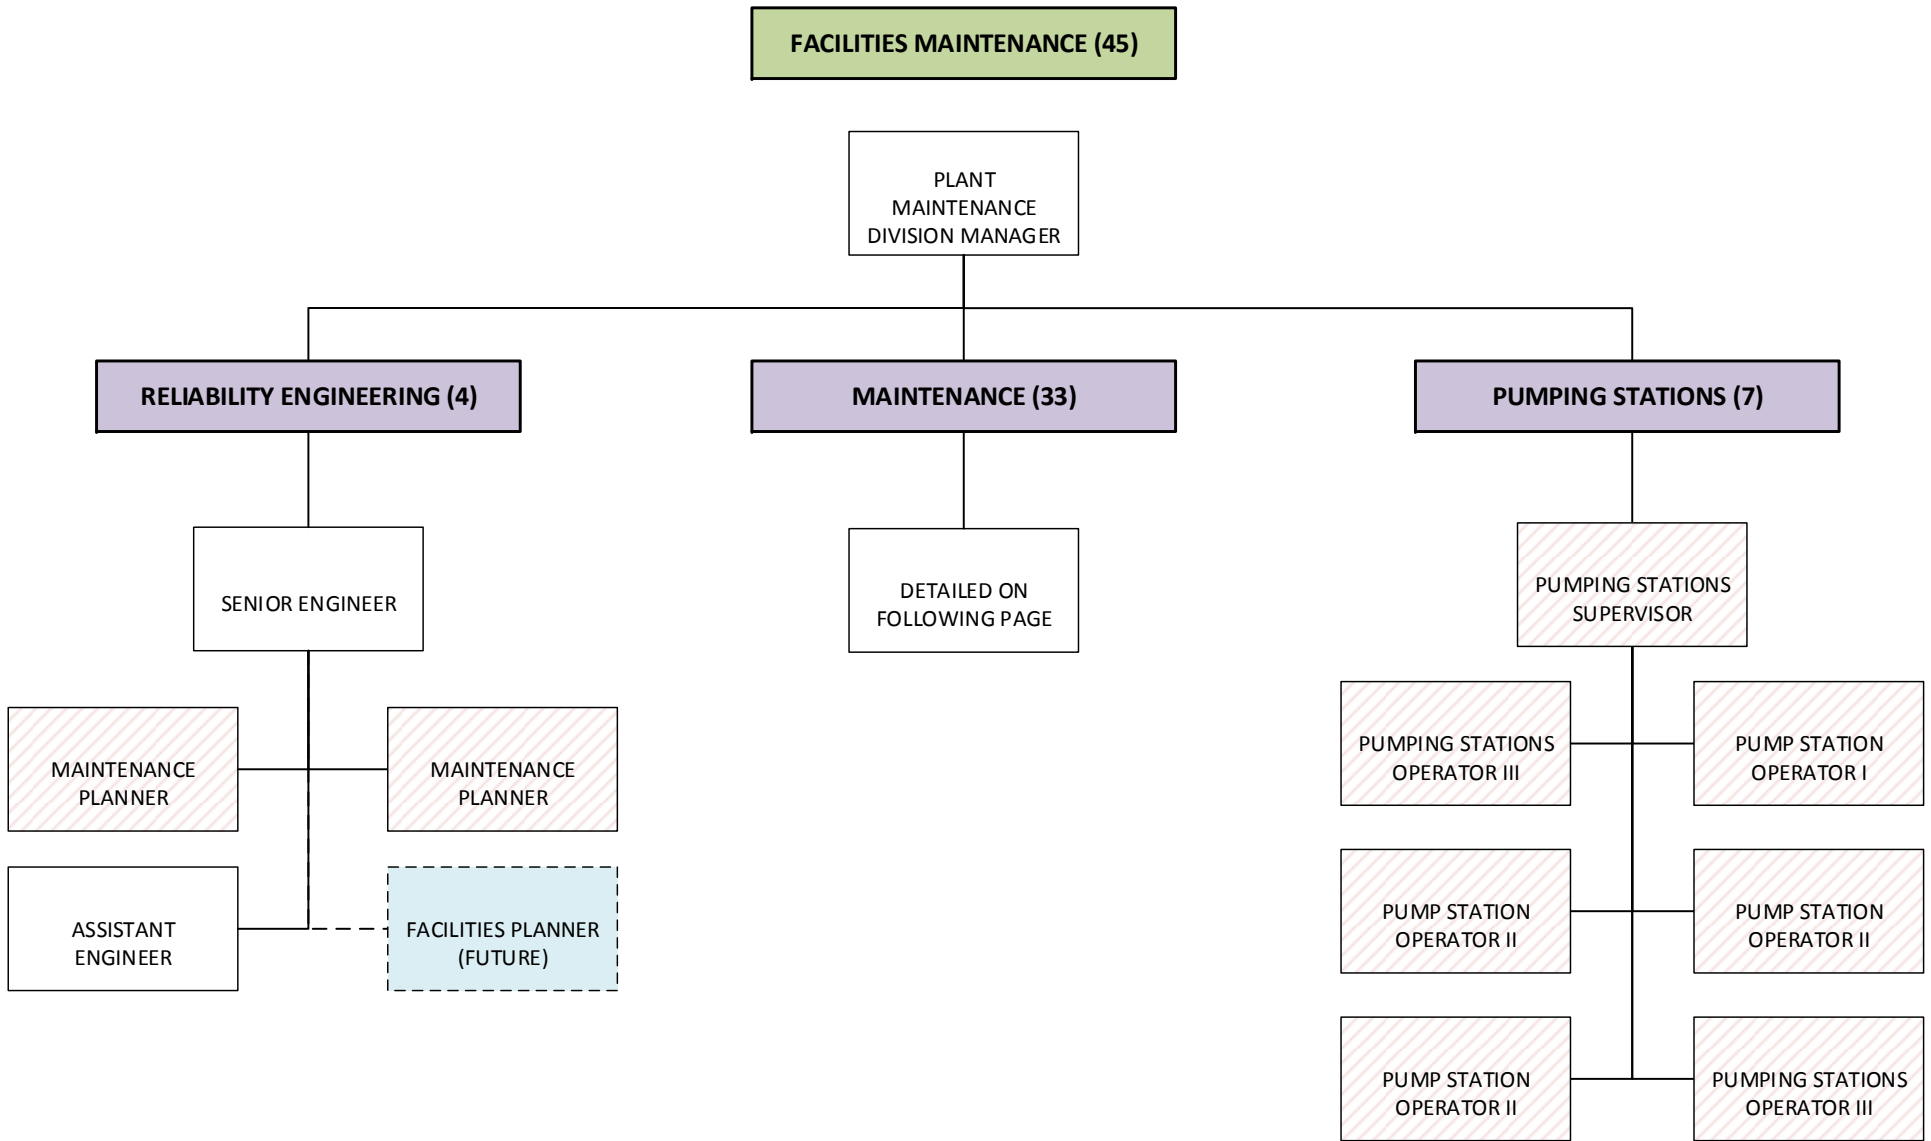 FACILITIES MAINTENANCE (45)
PLANT
MAINTENANCE
DIVISION MANAGER
RELIABILITY ENGINEERING (4)
MAINTENANCE (33)
PUMPING STATIONS (7)
SENIOR ENGINEER
DETAILED ON
FOLLOWING PAGE
PUMPING STATIONS
SUPERVISOR
MAINTENANCE
PLANNER
MAINTENANCE
PLANNER
PUMPING STATIONS
OPERATOR III
PUMP STATION
OPERATOR I
ASSISTANT
ENGINEER
FACILITIES PLANNER
(FUTURE)
PUMP STATION
OPERATOR II
PUMP STATION
OPERATOR II
PUMP STATION
OPERATOR II
PUMPING STATIONS
OPERATOR III